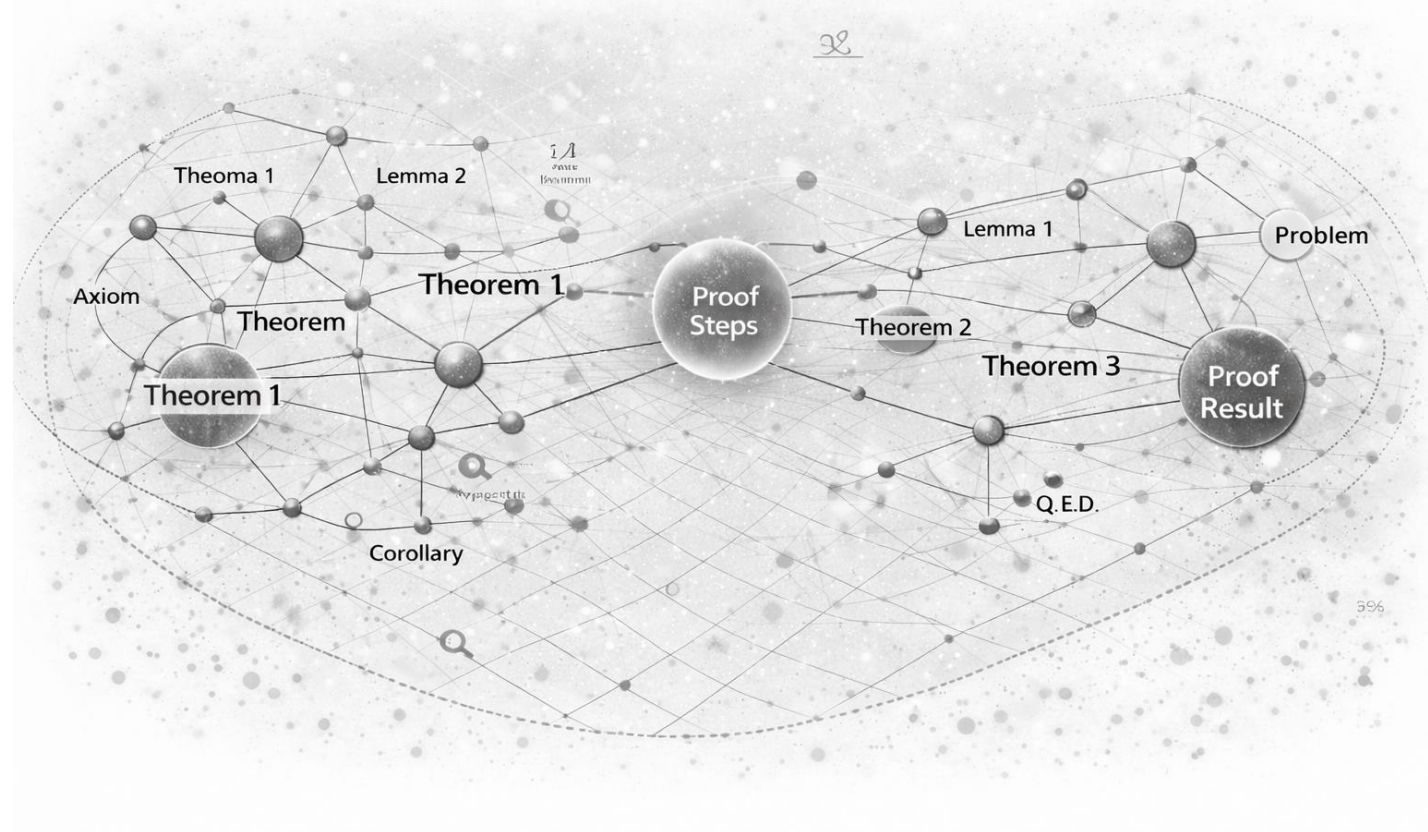 Theoma 1
Lemma 2
Lemma 1
Problem
Axiom
Theorem 1
Theorem
Proof
Steps
Theorem 2
Theorem 3
Theorem 1
Proof
Result
Q.E.D.
Corollary